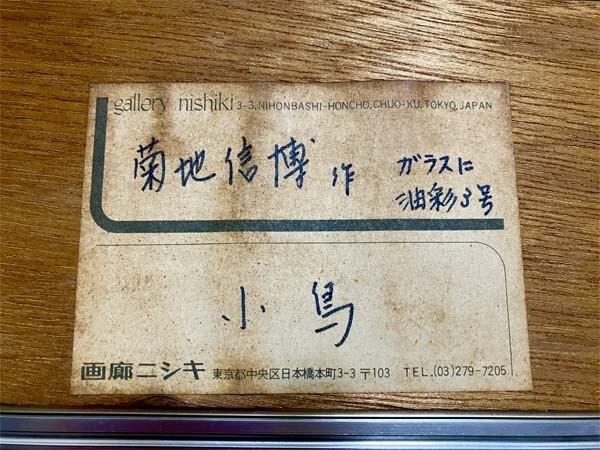 gallery nishiki 3-3, NIHONBASHI-HONCHO, CHUO-KU, TOKYO, JAPAN
菊地信博 作 ガラスに
油彩3号
小鳥
画廊ニシキ 東京都中央区日本橋本町3-3 〒103 TEL.(03)279-7205